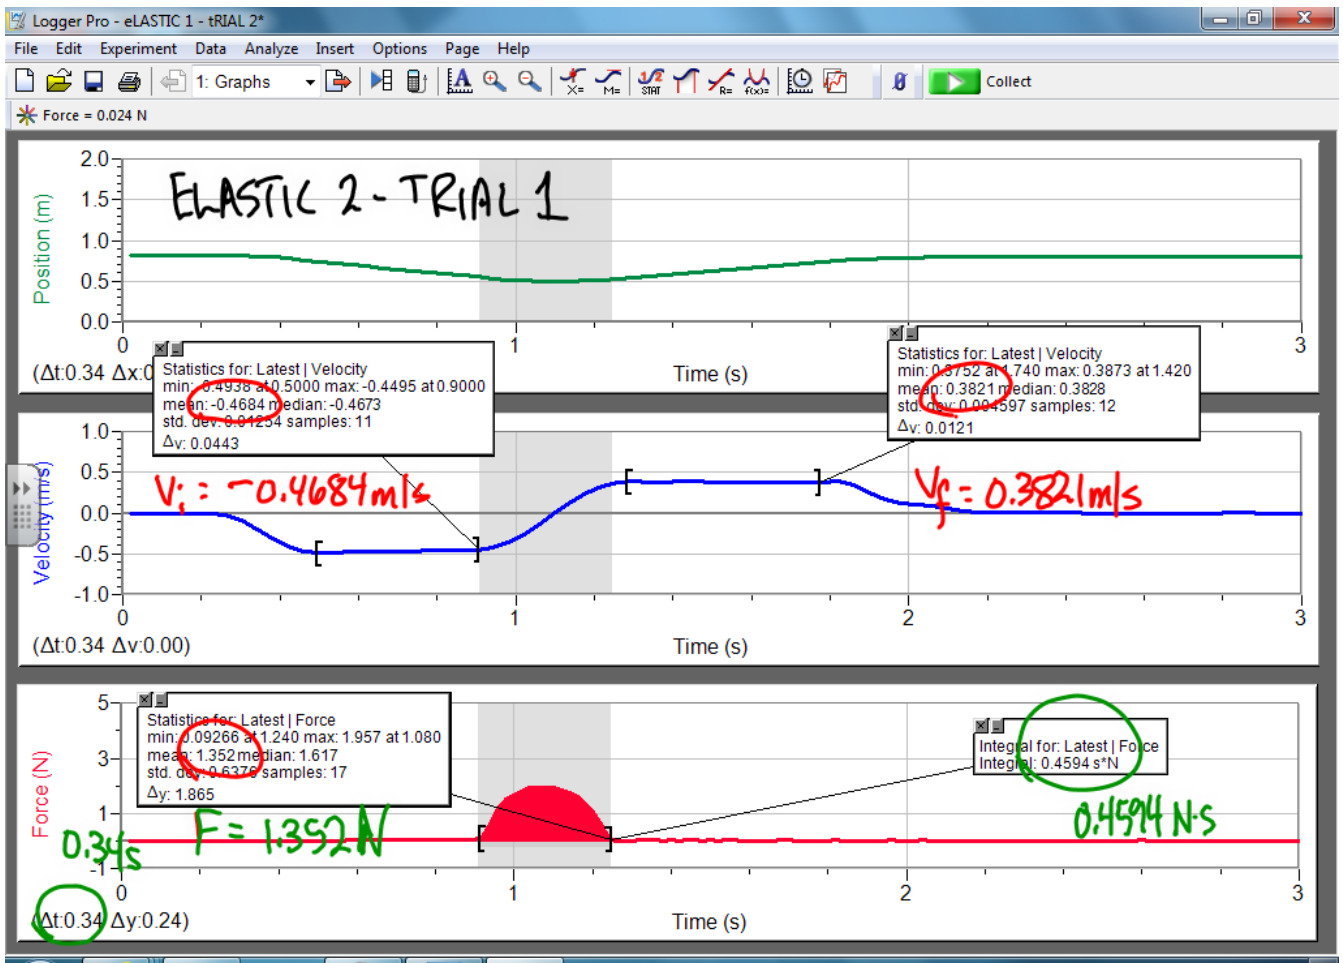 Logger Pro - eLASTIC 1 - tRIAL 2*
File Edit Experiment Data Analyze Insert Options Page Help
1: Graphs
X= M= 1/2 STAT R= f(x)= Collect
Force = 0.024 N
ELASTIC 2 - TRIAL 1
Position (m)
2.0
1.5
1.0
0.5
0.0
0 1 3
Time (s)
(Δt:0.34 Δx:0
Statistics for: Latest | Velocity
min: -0.4938 at 0.5000 max: -0.4495 at 0.9000
mean: -0.4684 median: -0.4673
std. dev: 0.01254 samples: 11
Δv: 0.0443
Statistics for: Latest | Velocity
min: 0.3752 at 1.740 max: 0.3873 at 1.420
mean: 0.3821 median: 0.3828
std. dev: 0.004597 samples: 12
Δv: 0.0121
Velocity (m/s)
1.0
0.5
0.0
-0.5
-1.0
Vi = -0.4684 m/s
Vf = 0.3821 m/s
0 1 2 3
Time (s)
(Δt:0.34 Δv:0.00)
Force (N)
5
3
1
-1
Statistics for: Latest | Force
min: 0.09266 at 1.240 max: 1.957 at 1.080
mean: 1.352 median: 1.617
std. dev: 0.6376 samples: 17
Δy: 1.865
Integral for: Latest | Force
Integral: 0.4594 s*N
F = 1.352 N
0.4594 N·s
0.34s
0 1 2 3
Time (s)
(Δt:0.34 Δy:0.24)